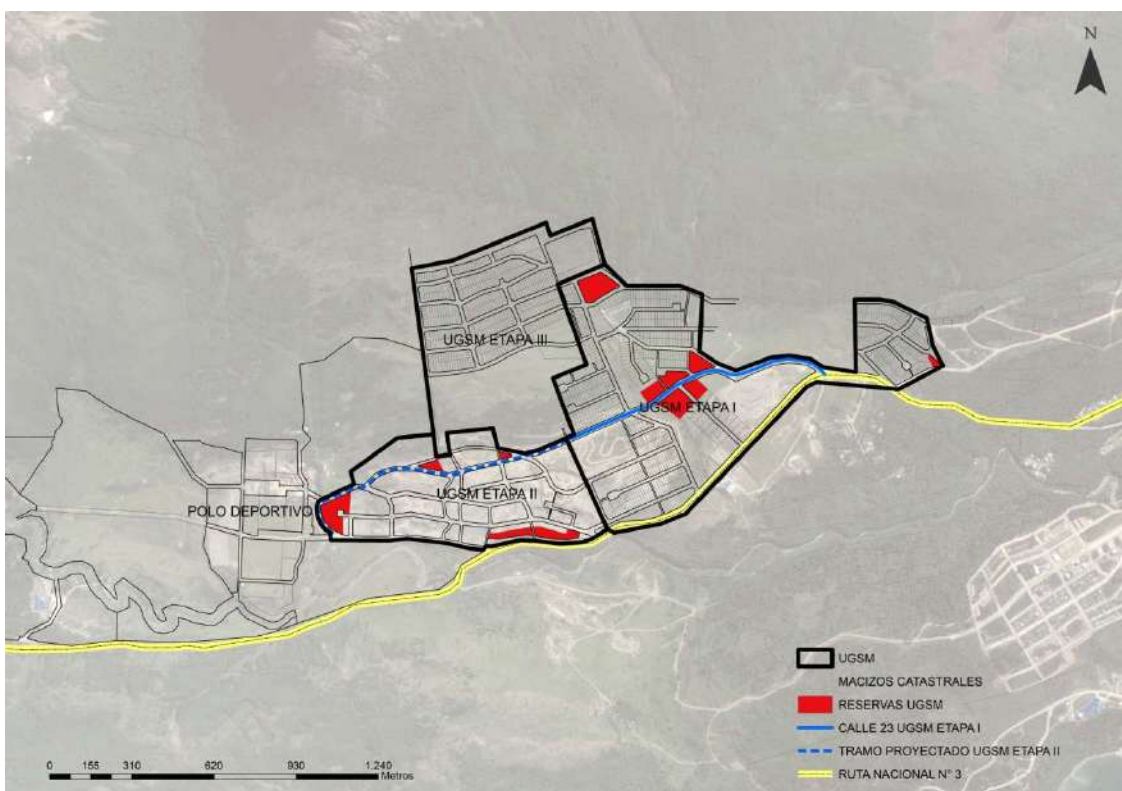 N
UGSM ETAPA III
UGSM ETAPA I
UGSM ETAPA II
POLO DEPORTIVO
UGSM
MACIZOS CATASTRALES
RESERVAS UGSM
CALLE 23 UGSM ETAPA I
TRAMO PROYECTADO UGSM ETAPA II
RUTA NACIONAL N° 3
0 155 310 620 930 1.240
Metros